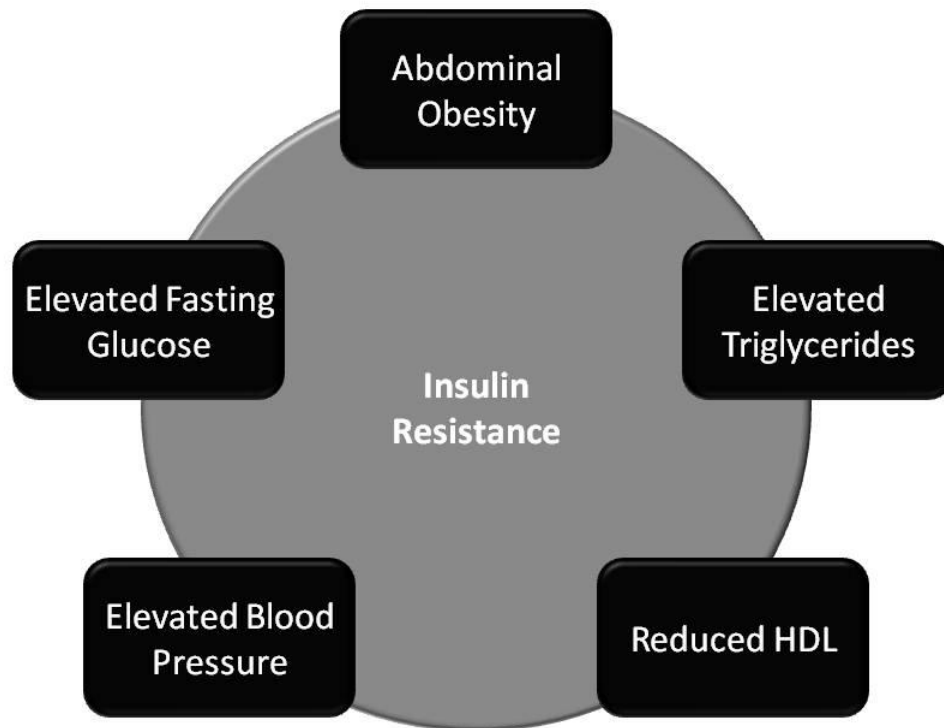 Abdominal
Obesity
Elevated Fasting
Glucose
Elevated
Triglycerides
Insulin
Resistance
Elevated Blood
Pressure
Reduced HDL